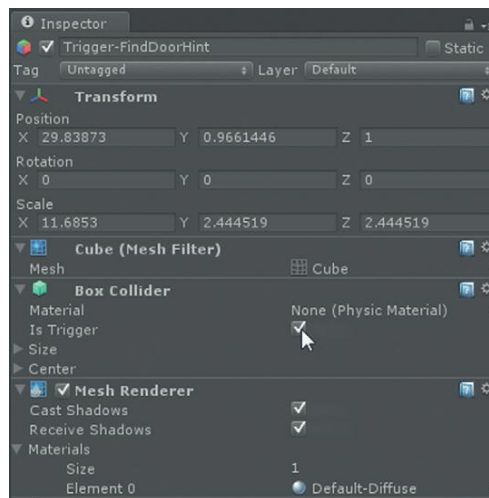 Inspector
Trigger-FindDoorHint Static
Tag Untagged Layer Default
Transform
Position
X 29.83873 Y 0.9661446 Z 1
Rotation
X 0 Y 0 Z 0
Scale
X 11.6853 Y 2.444519 Z 2.444519
Cube (Mesh Filter)
Mesh Cube
Box Collider
Material None (Physic Material)
Is Trigger
Size
Center
Mesh Renderer
Cast Shadows
Receive Shadows
Materials
Size 1
Element 0 Default-Diffuse